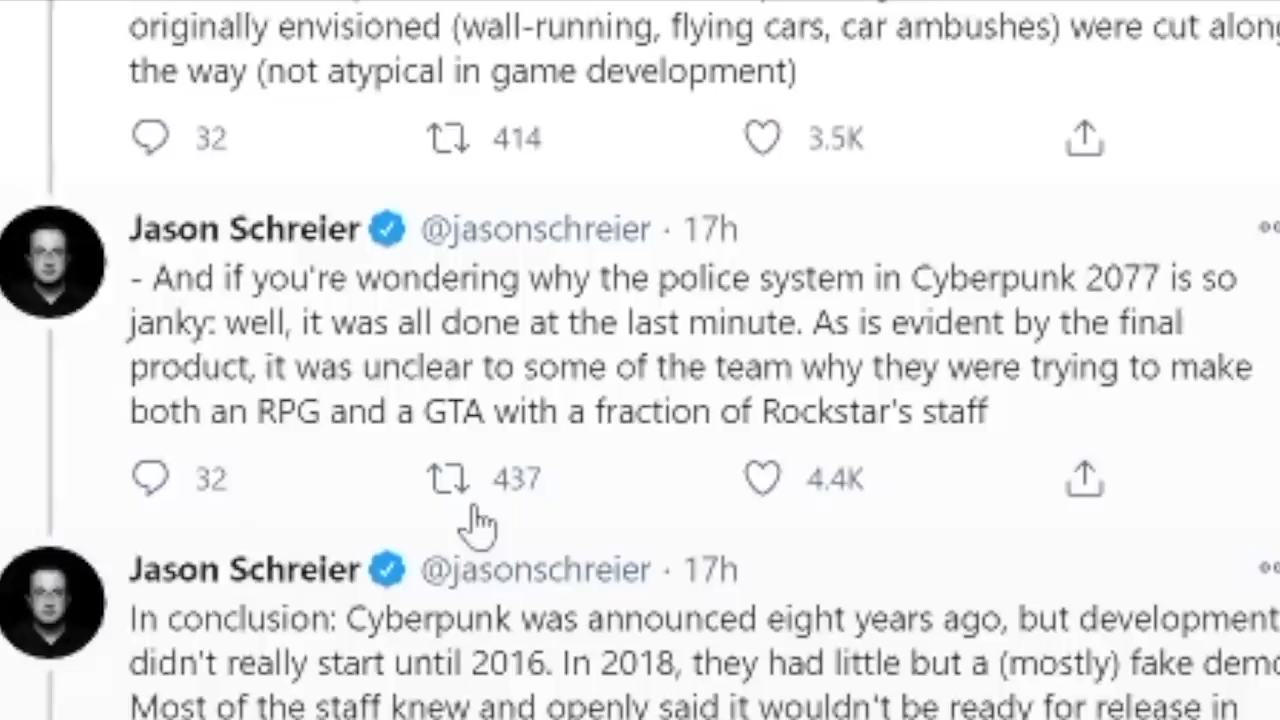 originally envisioned (wall-running, flying cars, car ambushes) were cut along
the way (not atypical in game development)
32 414 3.5K
Jason Schreier @jasonschreier · 17h
- And if you're wondering why the police system in Cyberpunk 2077 is so
janky: well, it was all done at the last minute. As is evident by the final
product, it was unclear to some of the team why they were trying to make
both an RPG and a GTA with a fraction of Rockstar's staff
32 437 4.4K
Jason Schreier @jasonschreier · 17h
In conclusion: Cyberpunk was announced eight years ago, but development
didn't really start until 2016. In 2018, they had little but a (mostly) fake demo
Most of the staff knew and openly said it wouldn't be ready for release in